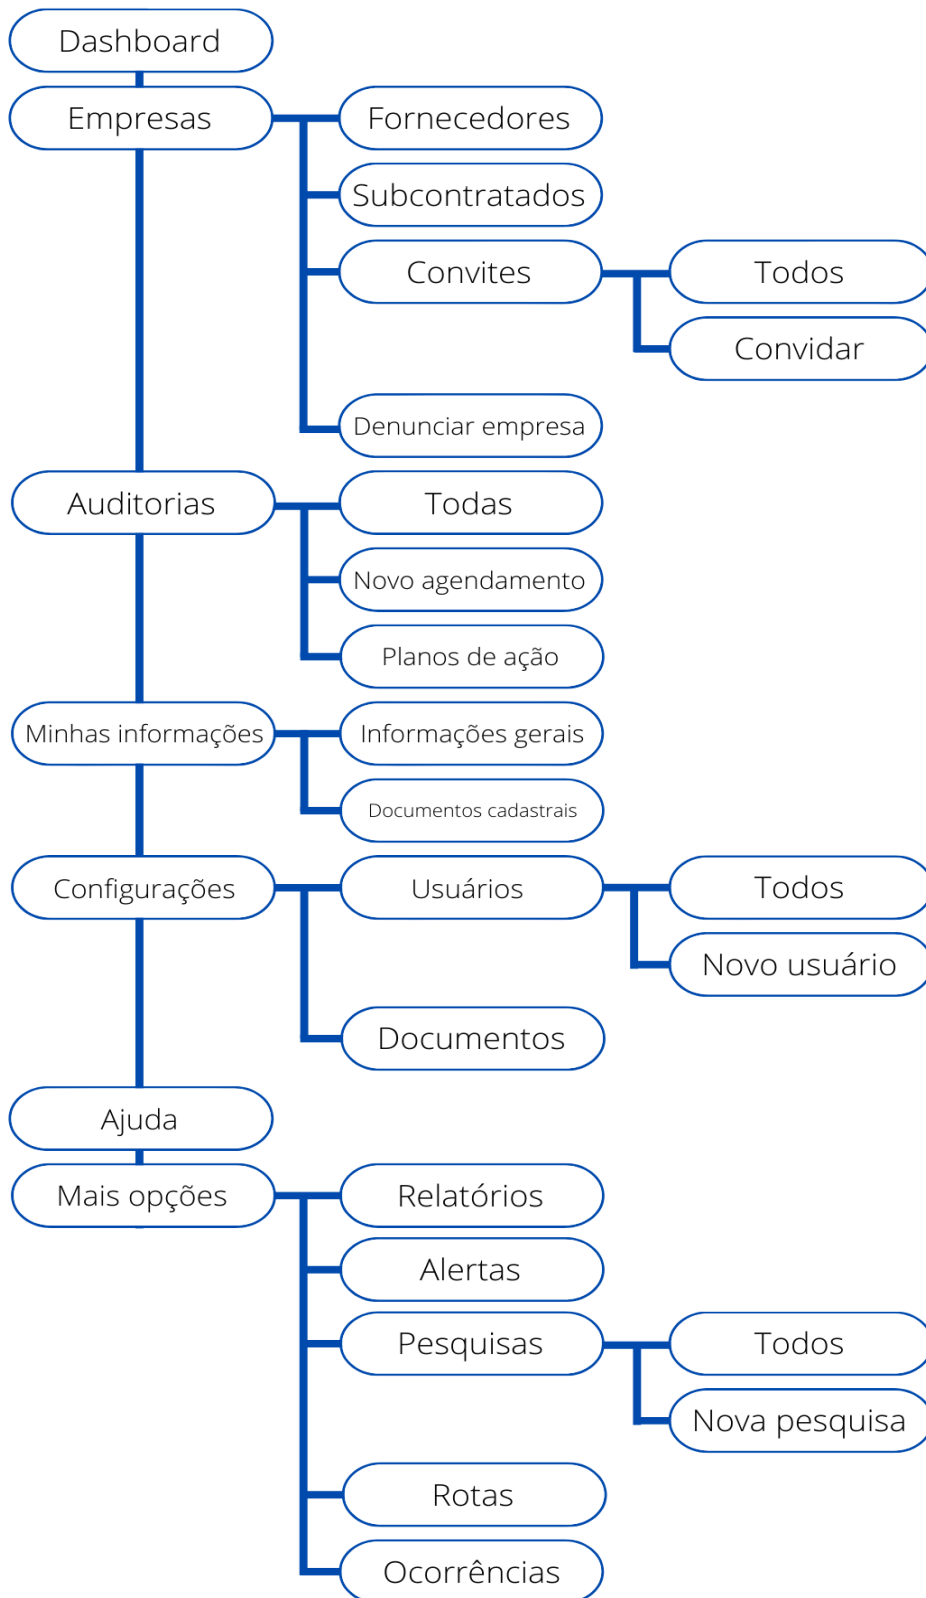 Dashboard
Empresas
Fornecedores
Subcontratados
Convites
Todos
Convidar
Denunciar empresa
Auditorias
Todas
Novo agendamento
Planos de ação
Minhas informações
Informações gerais
Documentos cadastrais
Configurações
Usuários
Todos
Novo usuário
Documentos
Ajuda
Mais opções
Relatórios
Alertas
Pesquisas
Todos
Nova pesquisa
Rotas
Ocorrências